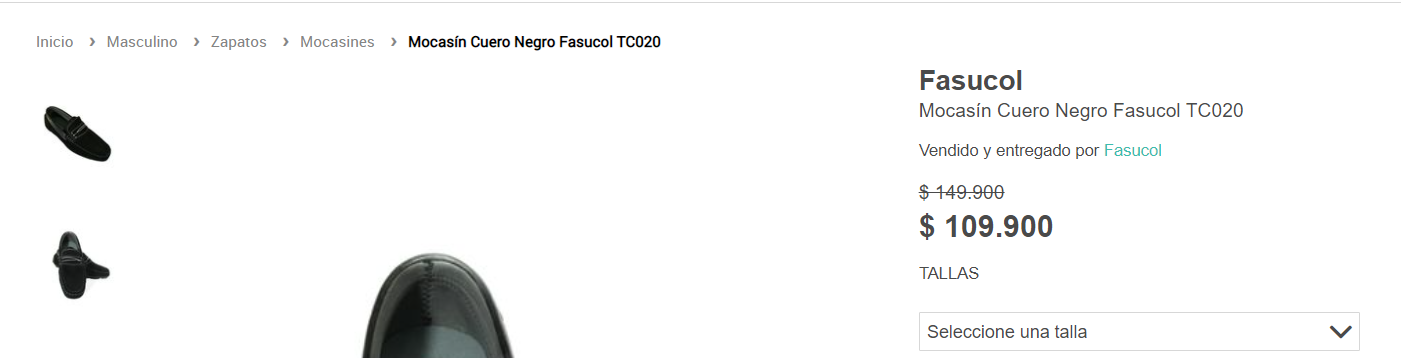 Inicio › Masculino › Zapatos › Mocasines › Mocasín Cuero Negro Fasucol TC020
Fasucol
Mocasín Cuero Negro Fasucol TC020
Vendido y entregado por Fasucol
$ 149.900
$ 109.900
TALLAS
Seleccione una talla